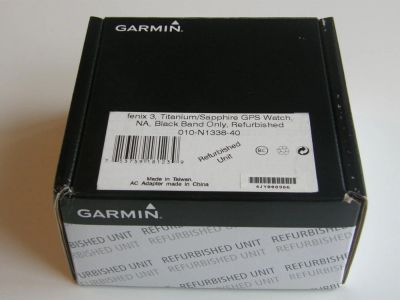 GARMIN
fenix 3, Titanium/Sapphire GPS Watch,
NA, Black Band Only, Refurbished
010-N1338-40
Refurbished
Unit
BC
Made in Taiwan.
AC Adapter made in China
GARMIN
REFURBISHED UNIT REFURBISHED UNIT